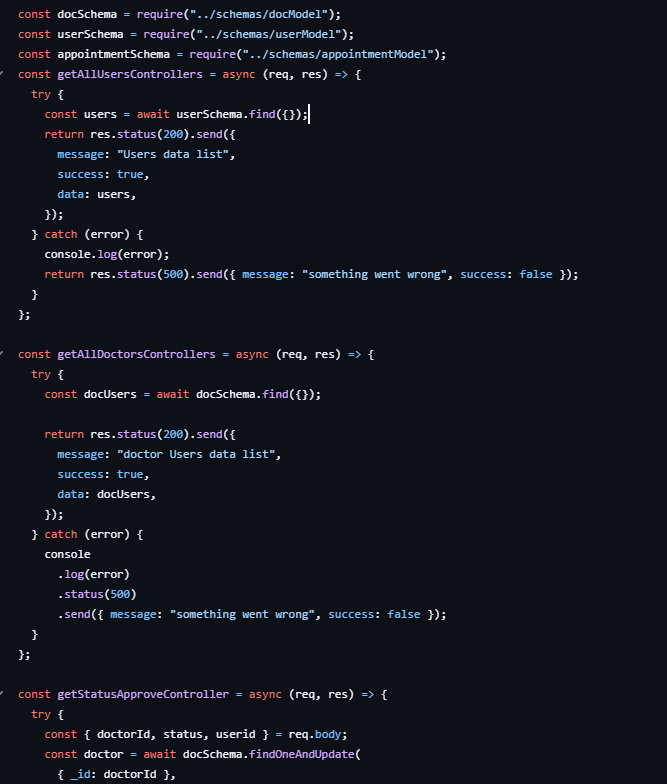 const docSchema = require("../schemas/docModel");
const userSchema = require("../schemas/userModel");
const appointmentSchema = require("../schemas/appointmentModel");
const getAllUsersControllers = async (req, res) => {
  try {
    const users = await userSchema.find({});
    return res.status(200).send({
      message: "Users data list",
      success: true,
      data: users,
    });
  } catch (error) {
    console.log(error);
    return res.status(500).send({ message: "something went wrong", success: false });
  }
};

const getAllDoctorsControllers = async (req, res) => {
  try {
    const docUsers = await docSchema.find({});

    return res.status(200).send({
      message: "doctor Users data list",
      success: true,
      data: docUsers,
    });
  } catch (error) {
    console
      .log(error)
      .status(500)
      .send({ message: "something went wrong", success: false });
  }
};

const getStatusApproveController = async (req, res) => {
  try {
    const { doctorId, status, userid } = req.body;
    const doctor = await docSchema.findOneAndUpdate(
      { _id: doctorId },